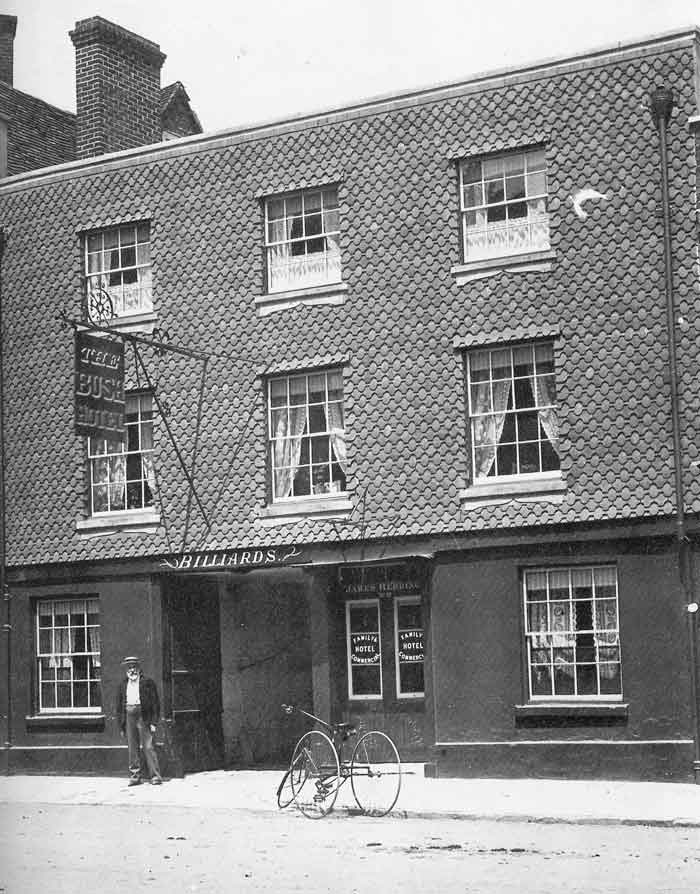 THE
BUSH
HOTEL
BILLIARDS.
JAMES HERRING
FAMILY
HOTEL
COMMERCIAL
FAMILY
HOTEL
COMMERCIAL